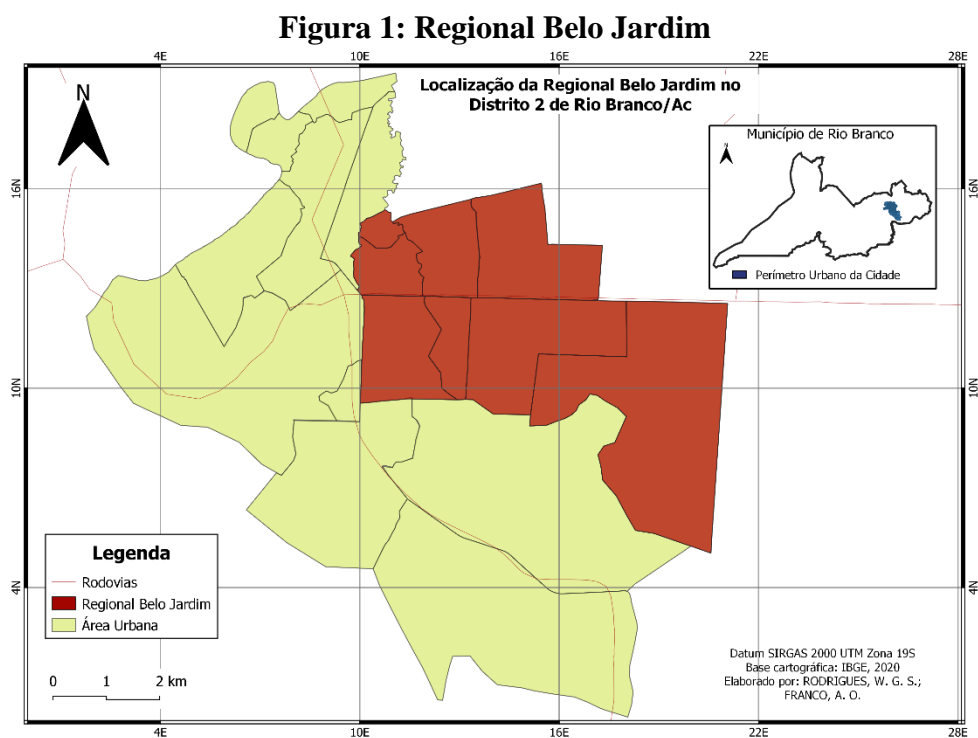 Figura 1: Regional Belo Jardim
4E
10E
16E
22E
28E
Localização da Regional Belo Jardim no
Distrito 2 de Rio Branco/Ac
N
Município de Rio Branco
N
Perímetro Urbano da Cidade
16N
16N
10N
10N
4N
4N
Legenda
Rodovias
Regional Belo Jardim
Área Urbana
0 1 2 km
Datum SIRGAS 2000 UTM Zona 19S
Base cartográfica: IBGE, 2020
Elaborado por: RODRIGUES, W. G. S.;
FRANCO, A. O.
4E
10E
16E
22E
28E